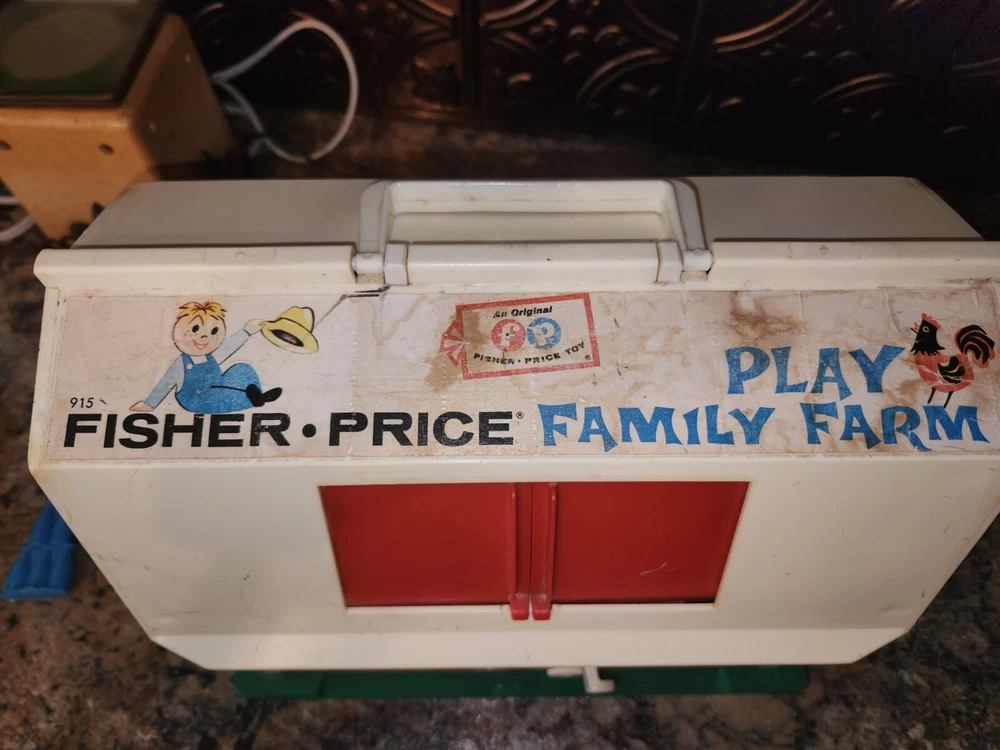 An Original
fp
FISHER • PRICE TOY ®
PLAY
915
FISHER • PRICE® FAMILY FARM